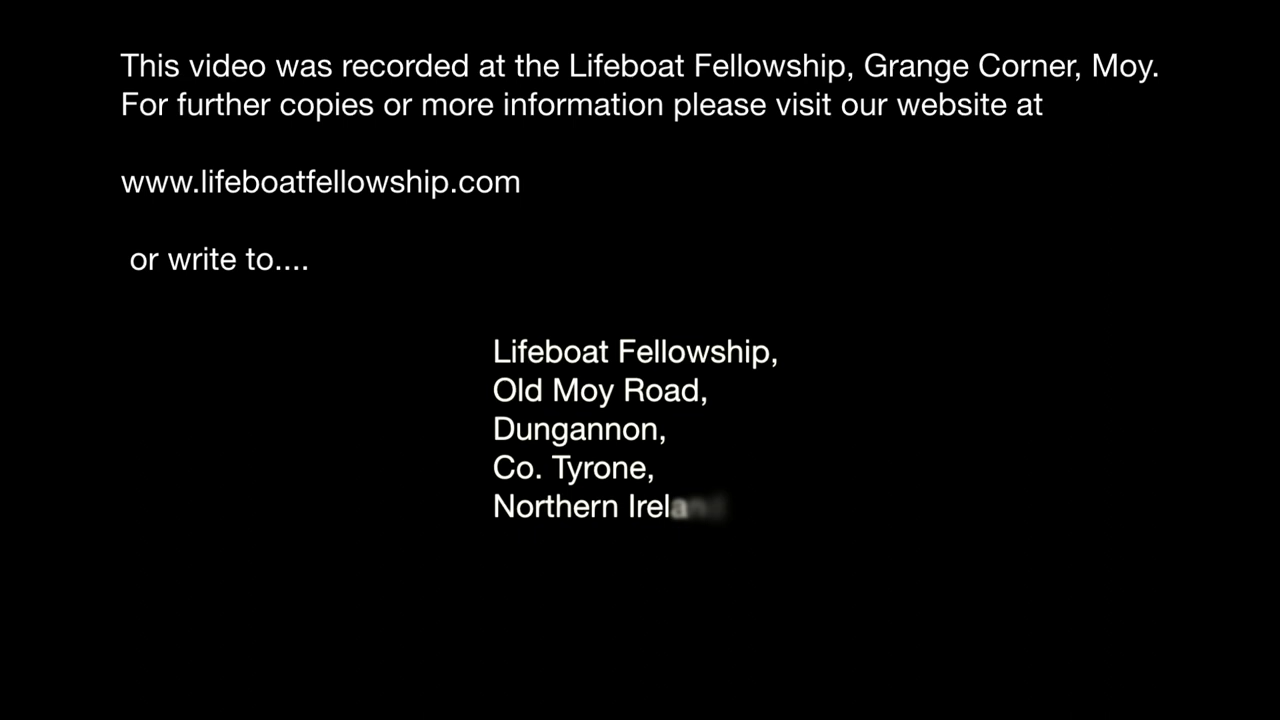 This video was recorded at the Lifeboat Fellowship, Grange Corner, Moy.
For further copies or more information please visit our website at
www.lifeboatfellowship.com
or write to....
Lifeboat Fellowship,
Old Moy Road,
Dungannon,
Co. Tyrone,
Northern Ireland